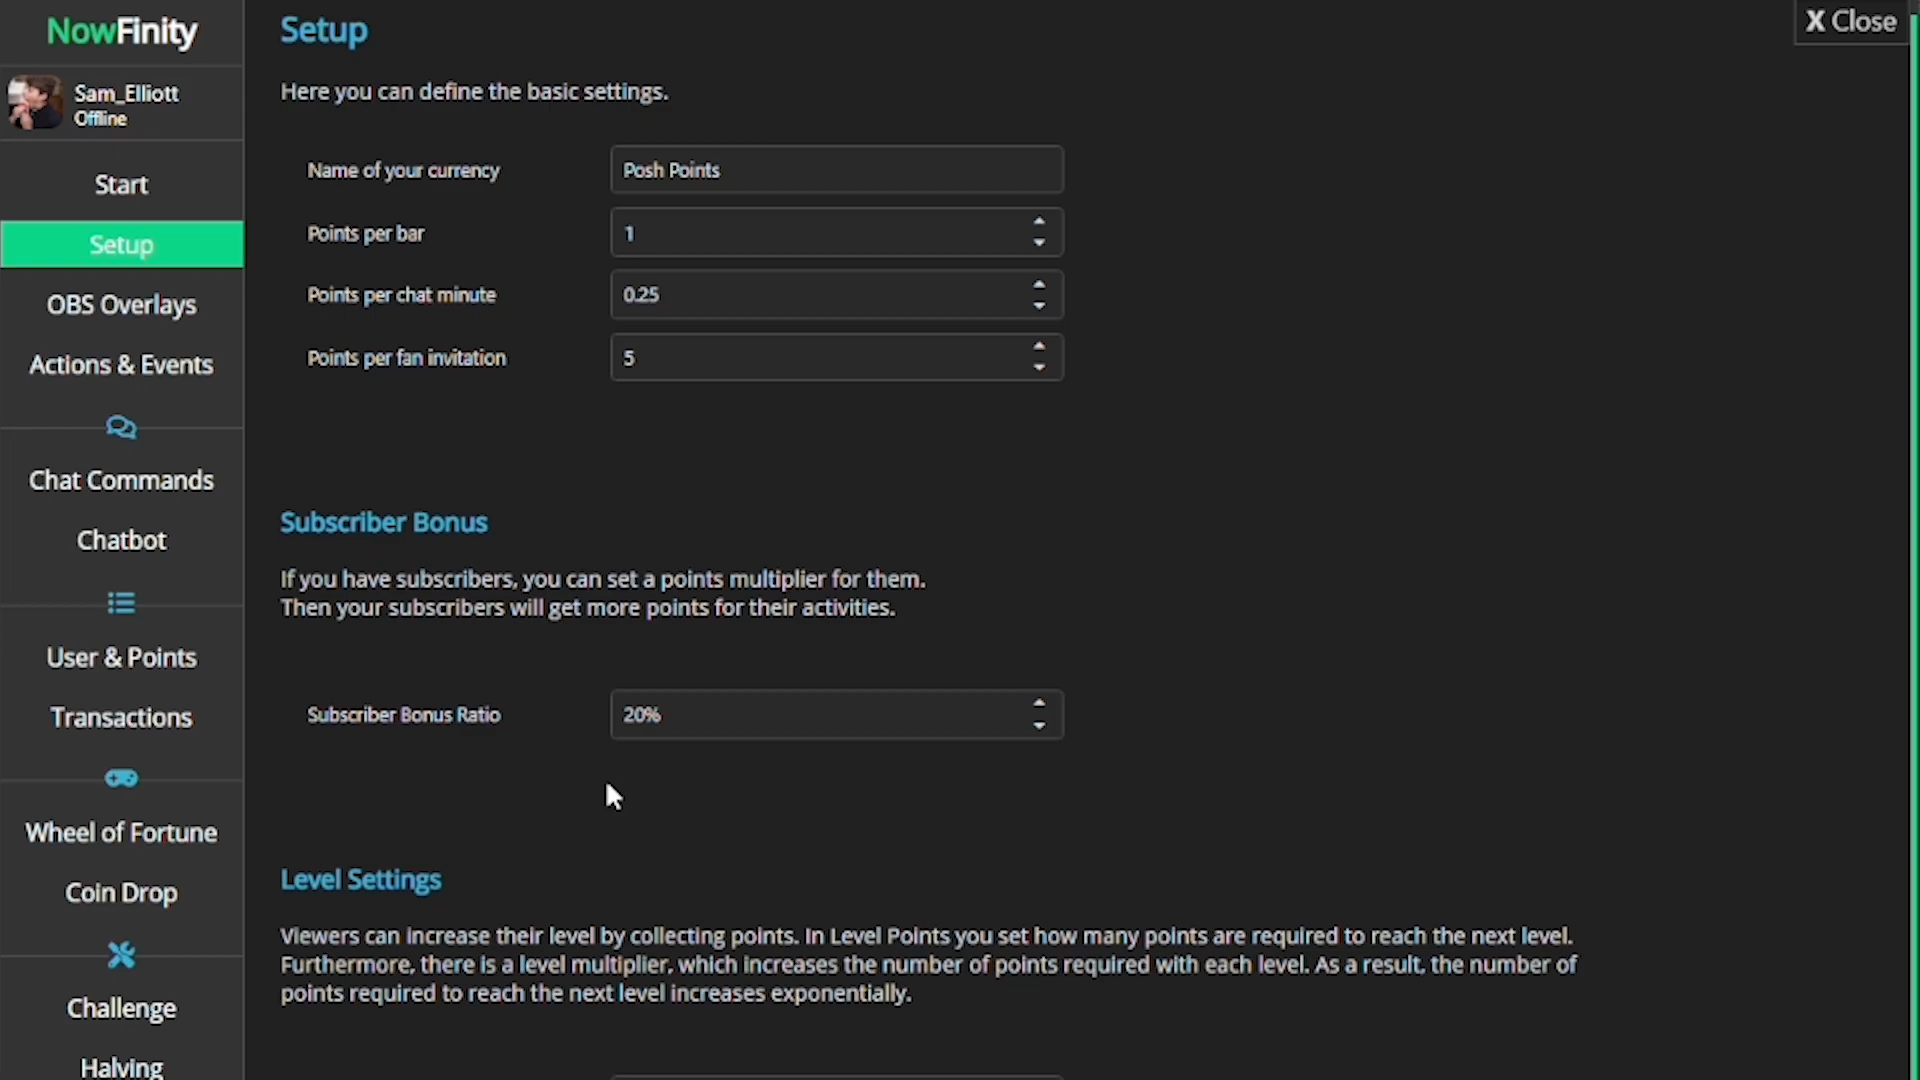 NowFinity
Sam_Elliott
Offline
Start
Setup
OBS Overlays
Actions & Events
Chat Commands
Chatbot
User & Points
Transactions
Wheel of Fortune
Coin Drop
Challenge
Halving
X Close
Setup
Here you can define the basic settings.
Name of your currency
Posh Points
Points per bar
1
Points per chat minute
0.25
Points per fan invitation
5
Subscriber Bonus
If you have subscribers, you can set a points multiplier for them.
Then your subscribers will get more points for their activities.
Subscriber Bonus Ratio
20%
Level Settings
Viewers can increase their level by collecting points. In Level Points you set how many points are required to reach the next level.
Furthermore, there is a level multiplier, which increases the number of points required with each level. As a result, the number of
points required to reach the next level increases exponentially.